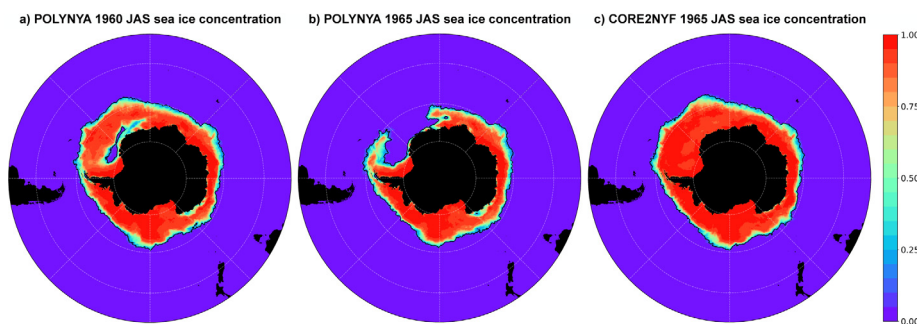 a) POLYNYA 1960 JAS sea ice concentration
b) POLYNYA 1965 JAS sea ice concentration
c) CORE2NYF 1965 JAS sea ice concentration
1.00
0.75
0.50
0.25
0.00